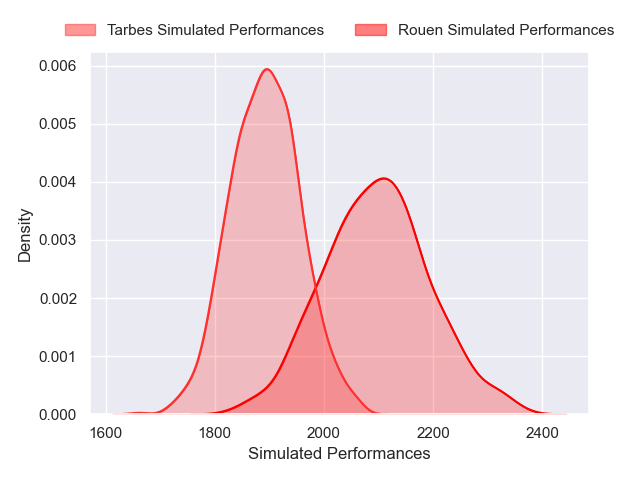 Tarbes Simulated Performances Rouen Simulated Performances
0.006
0.005
0.004
0.003
0.002
0.001
0.000
Density
1600 1800 2000 2200 2400
Simulated Performances